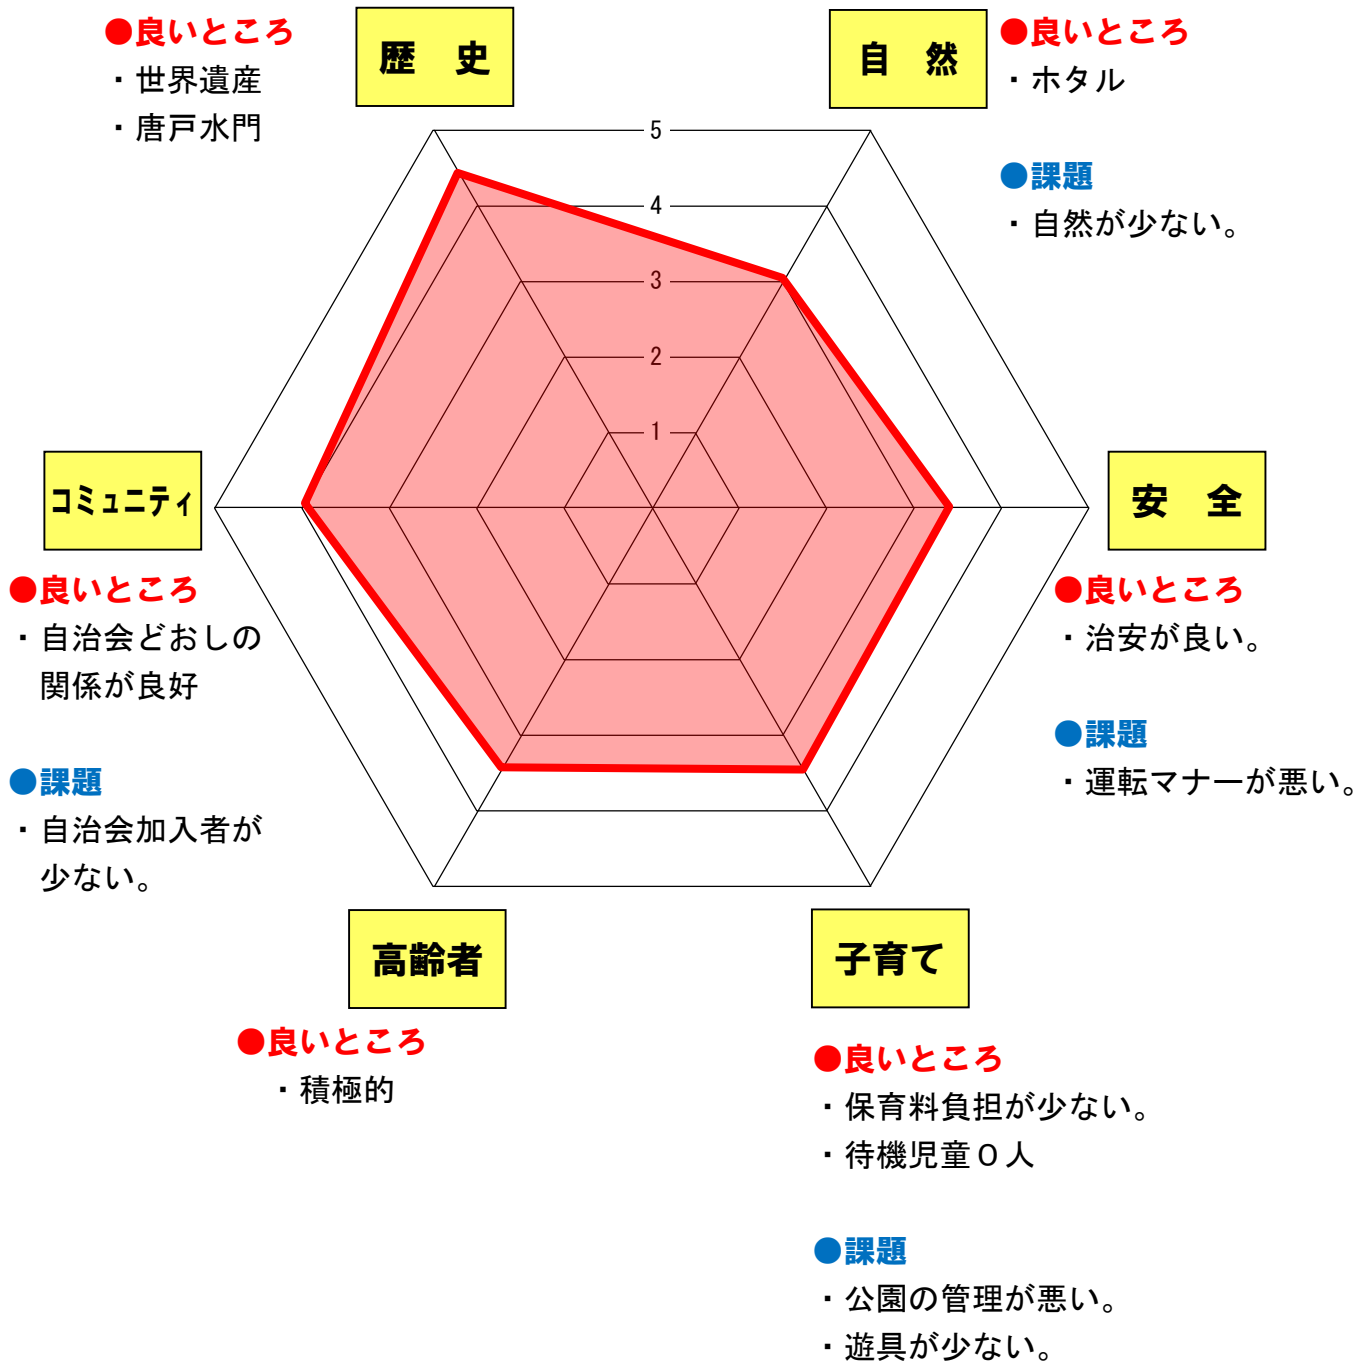 歴　史
●良いところ
・世界遺産
・唐戸水門
自　然
●良いところ
・ホタル
●課題
・自然が少ない。
5
4
3
2
1
コミュニティ
●良いところ
・自治会どおしの
関係が良好
●課題
・自治会加入者が
少ない。
安　全
●良いところ
・治安が良い。
●課題
・運転マナーが悪い。
高齢者
●良いところ
・積極的
子育て
●良いところ
・保育料負担が少ない。
・待機児童０人
●課題
・公園の管理が悪い。
・遊具が少ない。